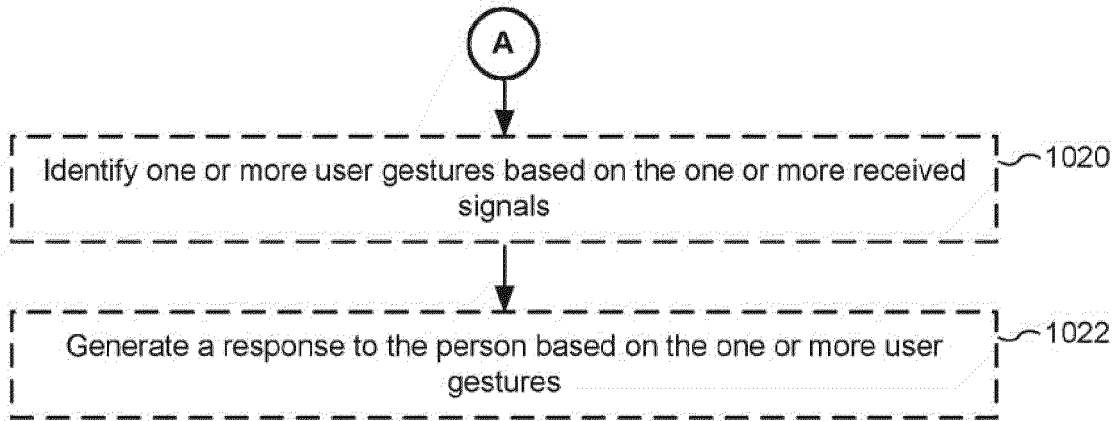 A
Identify one or more user gestures based on the one or more received
signals
1020
Generate a response to the person based on the one or more user
gestures
1022